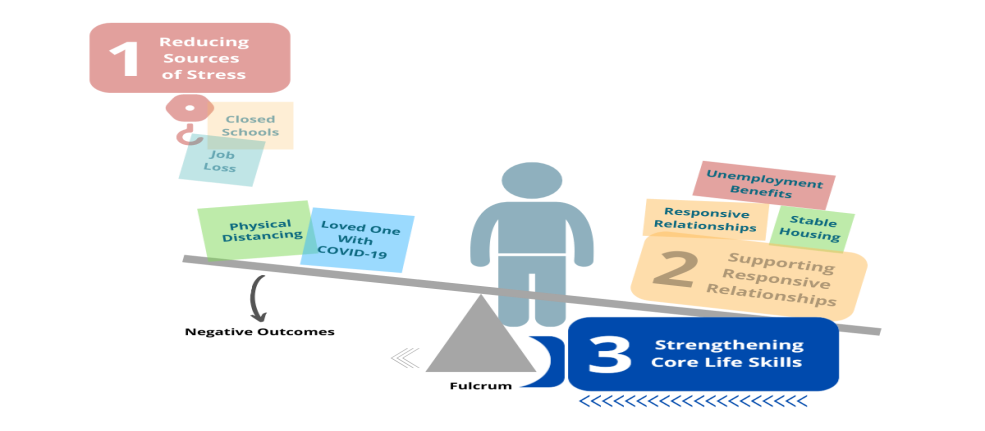 1
Reducing
Sources
of Stress
Closed
Schools
Job
Loss
Physical
Distancing
Loved One
With
COVID-19
Negative Outcomes
Unemployment
Benefits
Responsive
Relationships
Stable
Housing
2
Supporting
Responsive
Relationships
3
Strengthening
Core Life Skills
Fulcrum